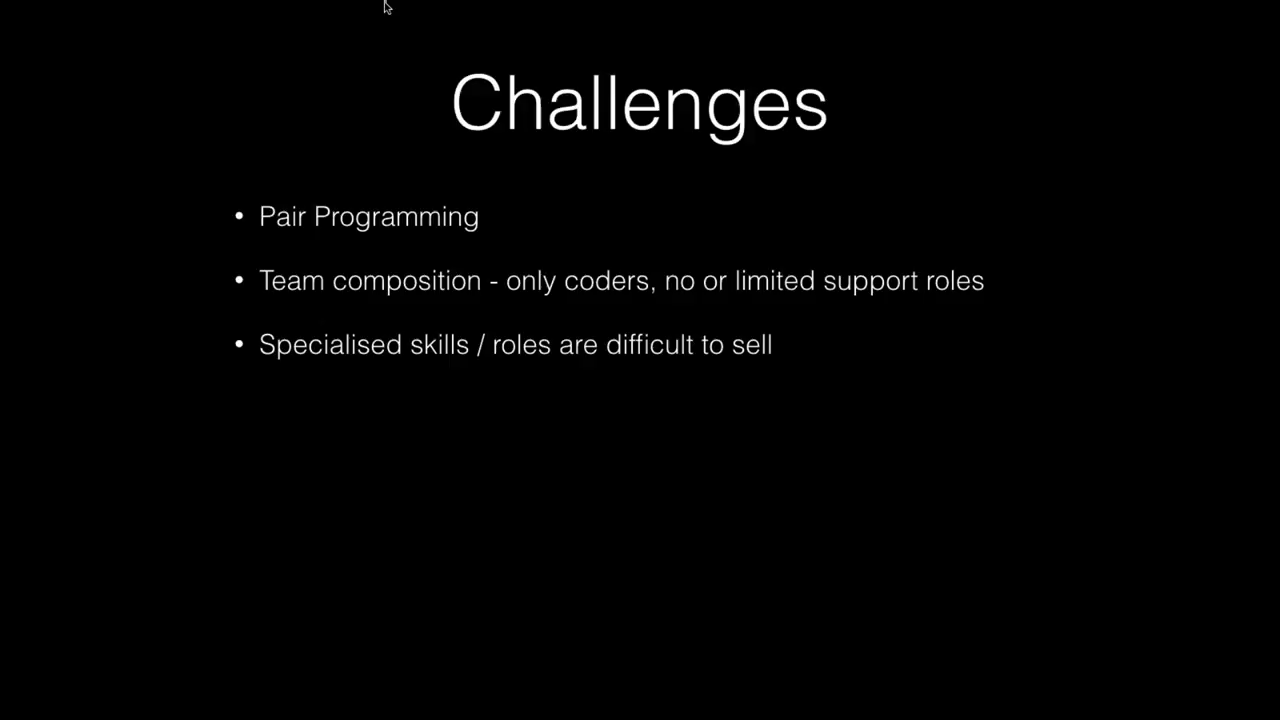 Challenges
• Pair Programming
• Team composition - only coders, no or limited support roles
• Specialised skills / roles are difficult to sell